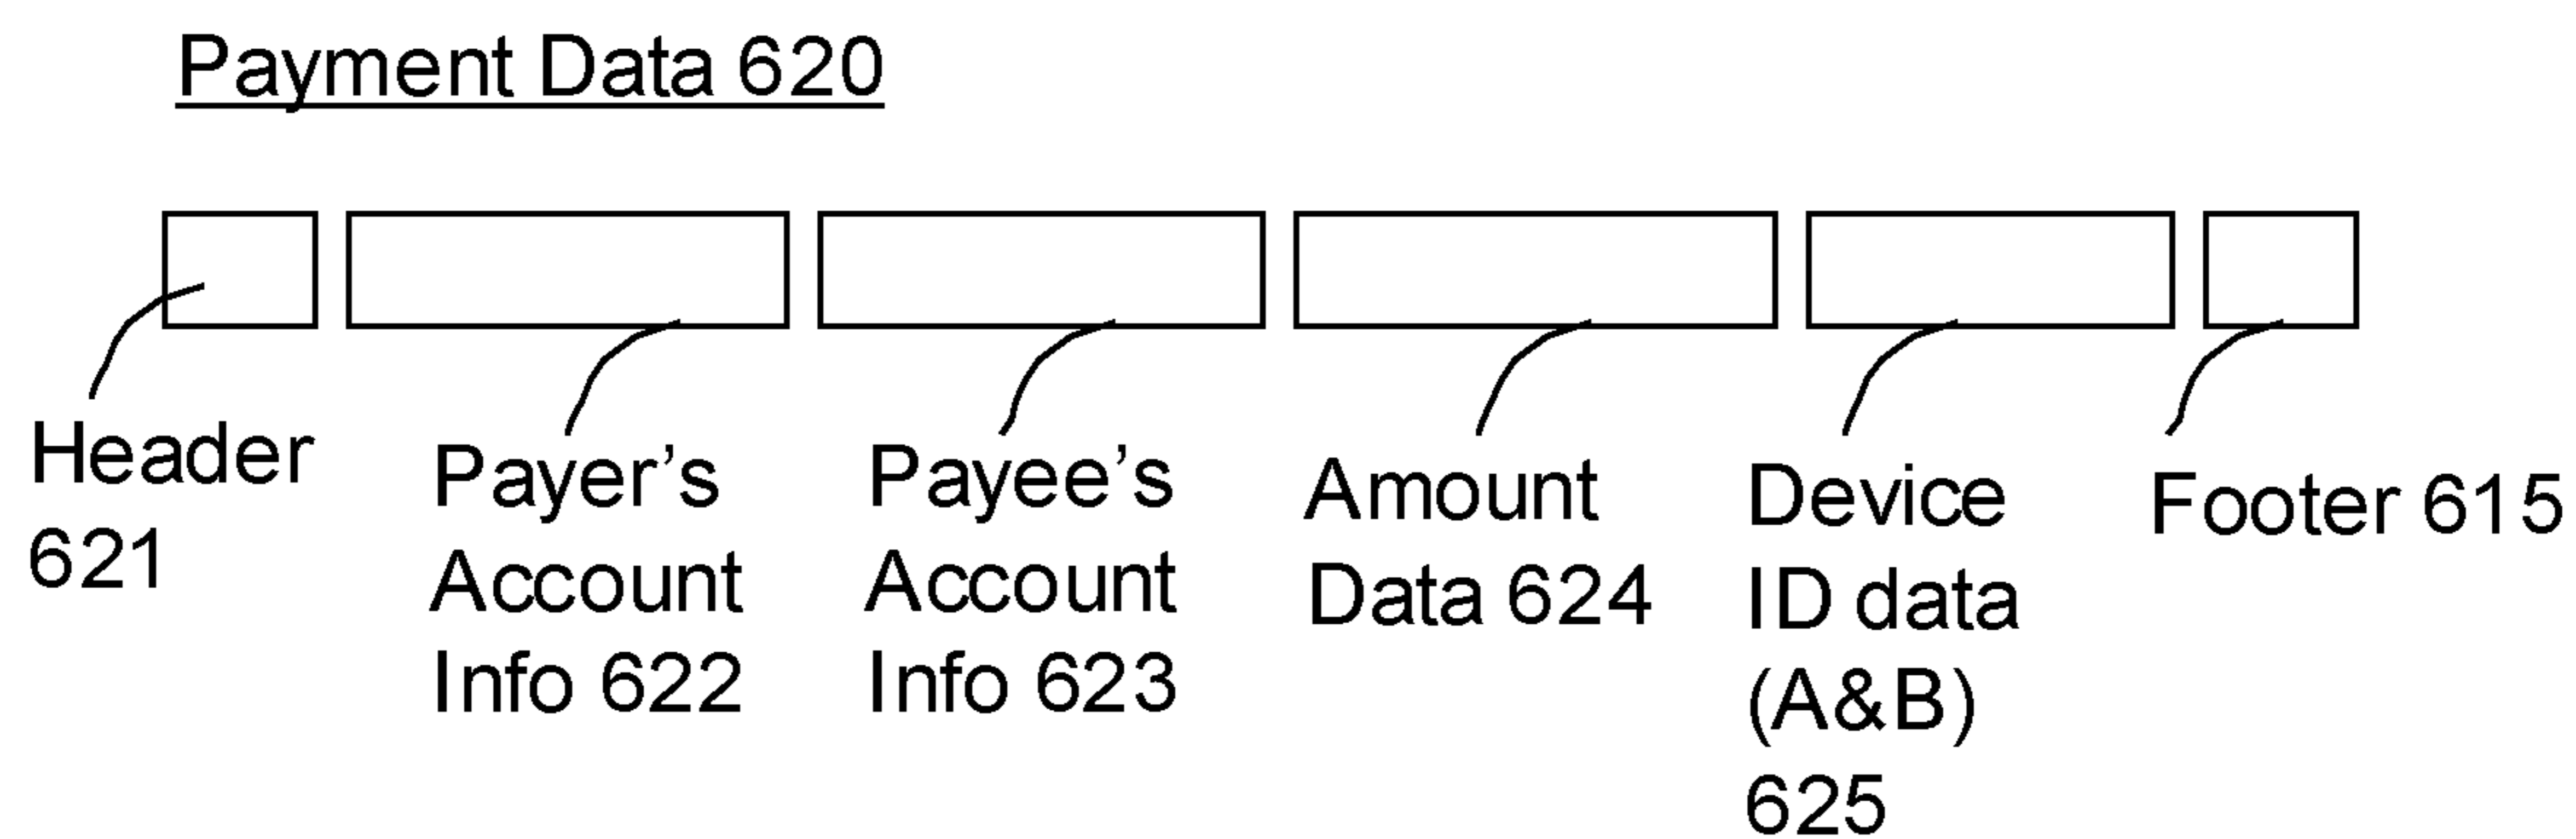 Payment Data 620
Header
621
Payer’s
Account
Info 622
Payee’s
Account
Info 623
Amount
Data 624
Device
ID data
(A&B)
625
Footer 615